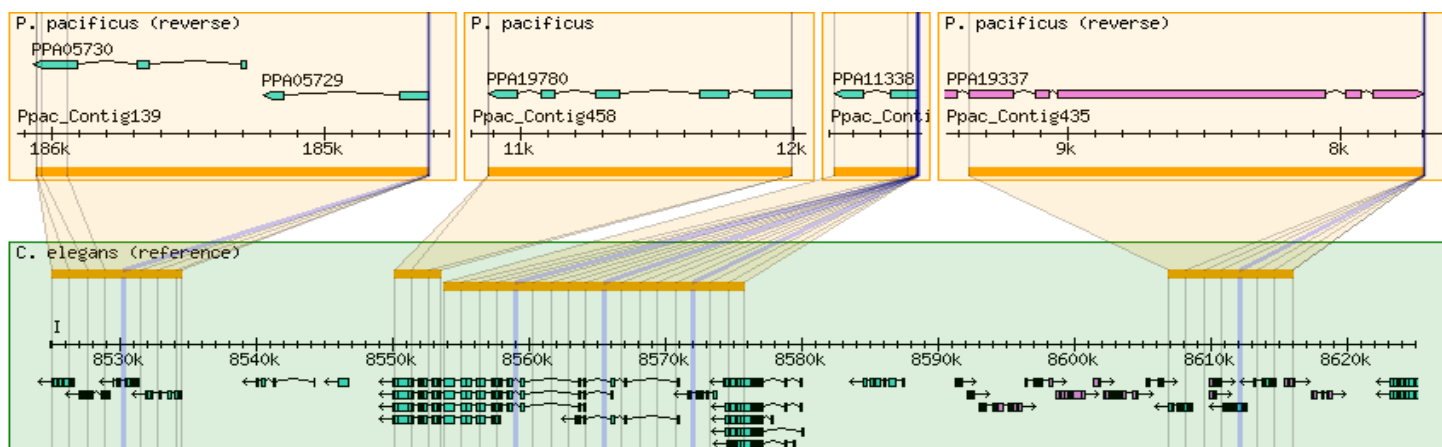 P. pacificus (reverse)
PPA05730
PPA05729
Ppac_Contig139
186k 185k
P. pacificus
PPA19780
Ppac_Contig458
11k 12k
PPA11338
Ppac_Conti
P. pacificus (reverse)
PPA19337
Ppac_Contig435
9k 8k
C. elegans (reference)
I
8530k 8540k 8550k 8560k 8570k 8580k 8590k 8600k 8610k 8620k